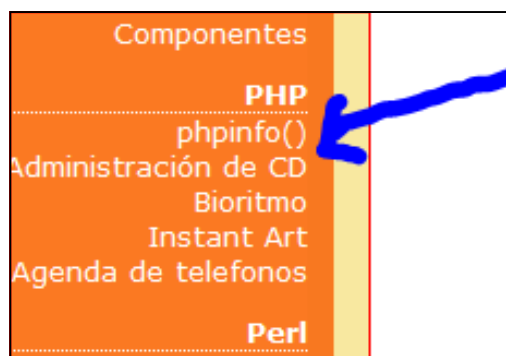 Componentes
PHP
phpinfo()
Administración de CD
Bioritmo
Instant Art
Agenda de telefonos
Perl